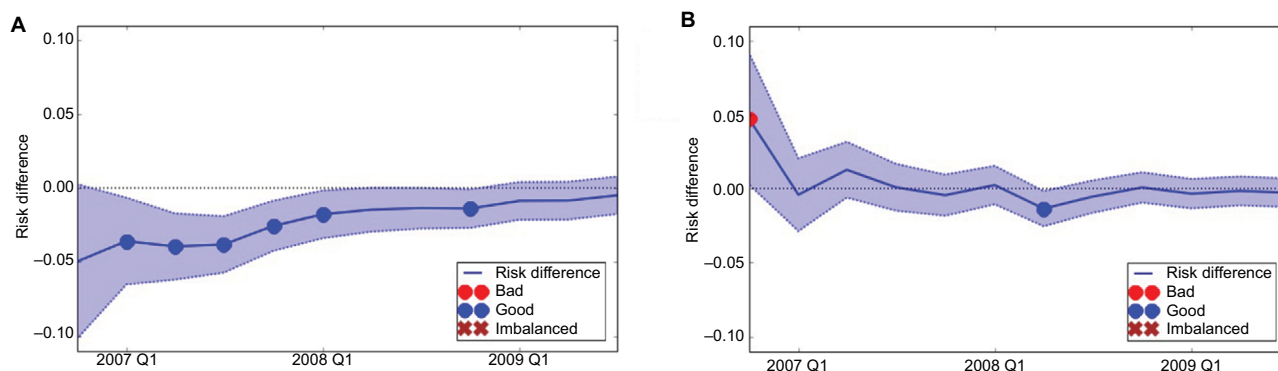 A
0.10
0.05
0.00
–0.05
–0.10
Risk difference
2007 Q1
2008 Q1
2009 Q1
Risk difference
Bad
Good
Imbalanced
B
0.10
0.05
0.00
–0.05
–0.10
Risk difference
2007 Q1
2008 Q1
2009 Q1
Risk difference
Bad
Good
Imbalanced